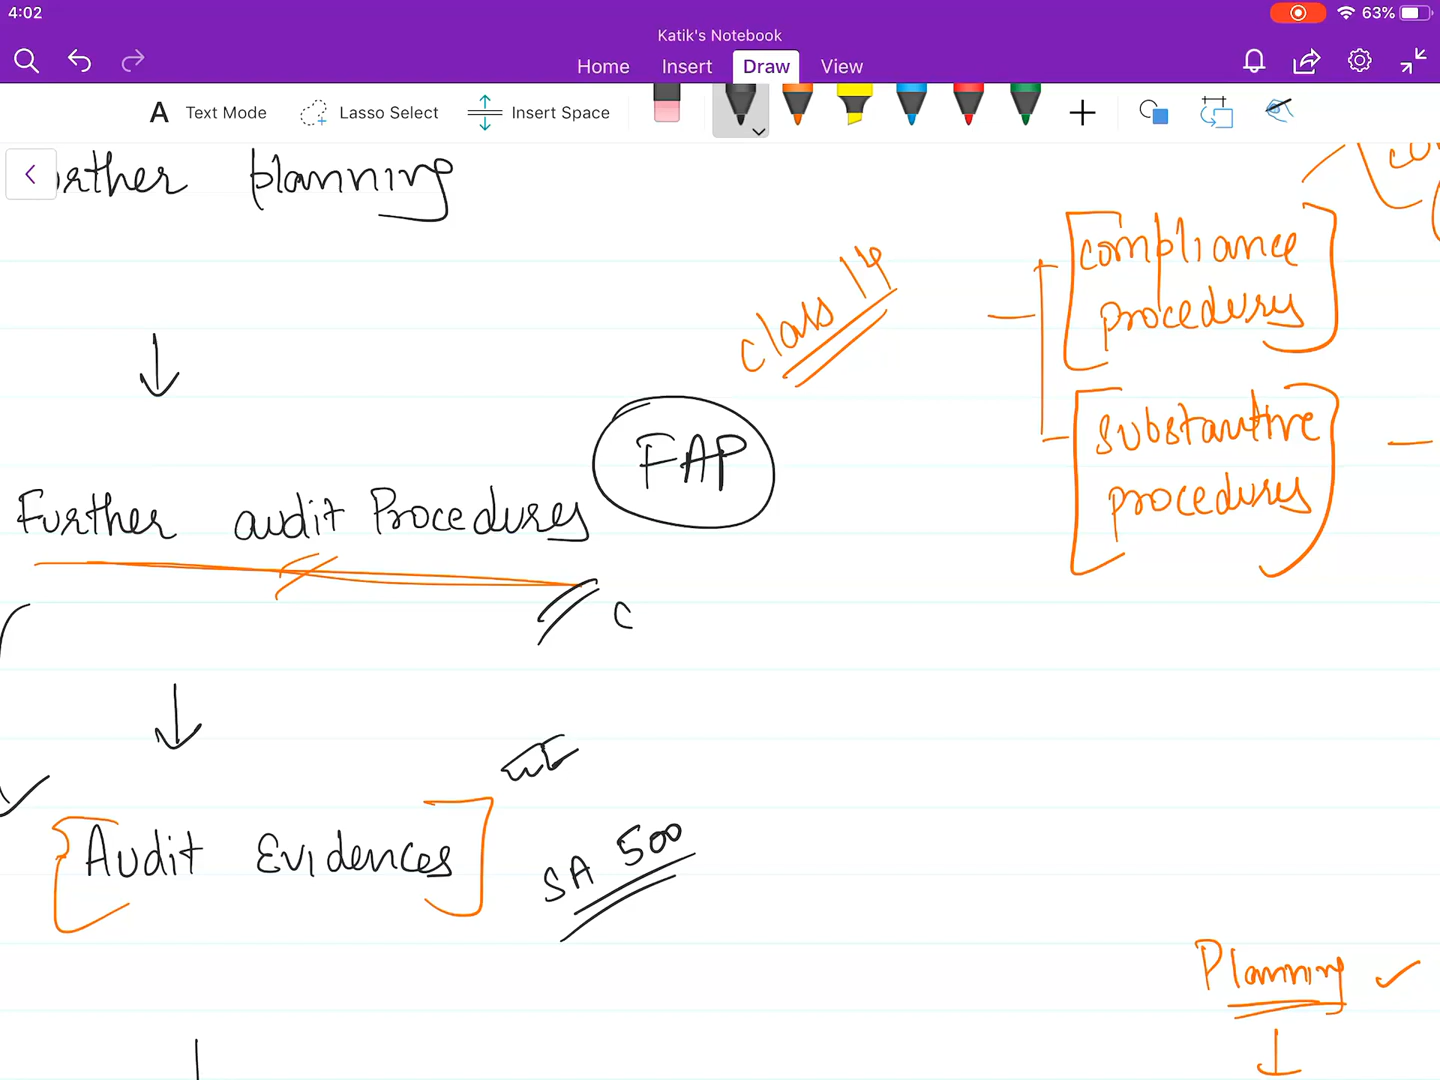 4:02
63%
Katik's Notebook
Home
Insert
Draw
View
Text Mode
Lasso Select
Insert Space
rther planning
class 14
compliance
procedures
FAP
substantive
procedures
Further audit Procedures
C
Audit Evidences
SA 500
Planning